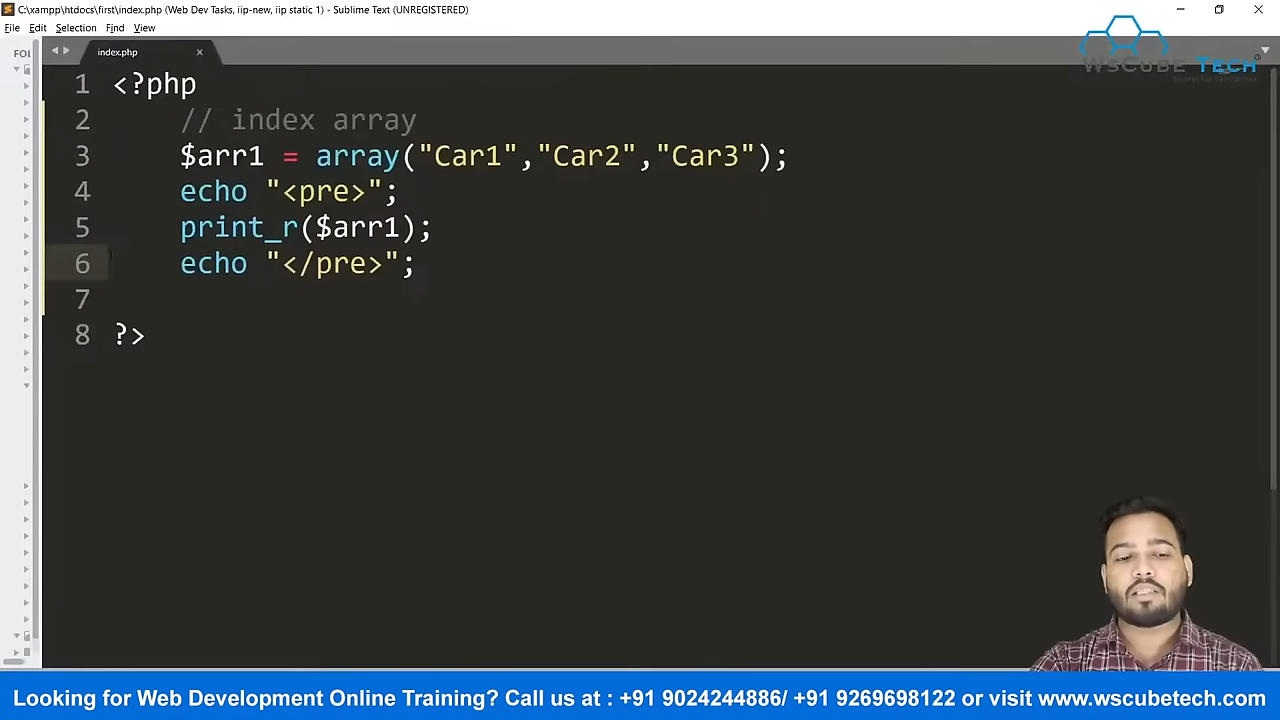 C:\xampp\htdocs\first\index.php (Web Dev Tasks, iip-new, iip static 1) - Sublime Text (UNREGISTERED)
File Edit Selection Find View
FOL
index.php ×
WsCube Tech
1 <?php
2 // index array
3 $arr1 = array("Car1","Car2","Car3");
4 echo "<pre>";
5 print_r($arr1);
6 echo "</pre>";
7
8 ?>
Looking for Web Development Online Training? Call us at : +91 9024244886/ +91 9269698122 or visit www.wscubetech.com